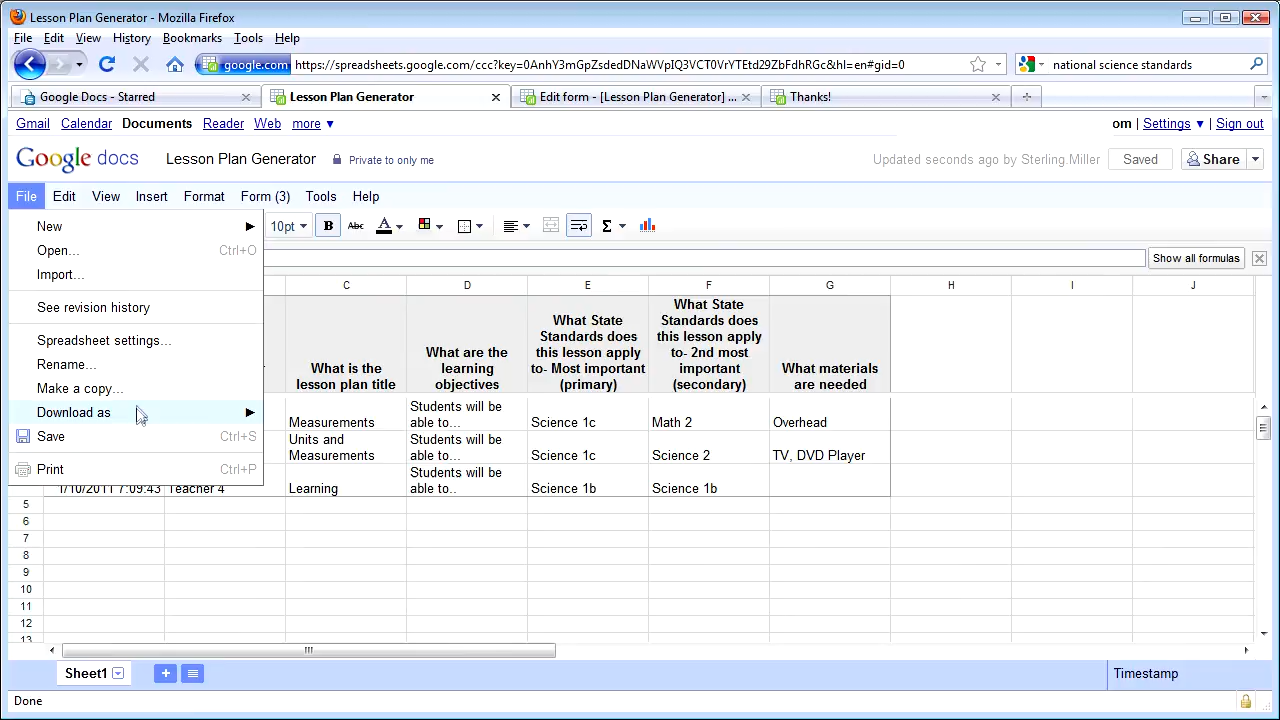 Lesson Plan Generator - Mozilla Firefox
File Edit View History Bookmarks Tools Help
google.com https://spreadsheets.google.com/ccc?key=0AnhY3mGpZsdedDNaWVpIQ3VCT0VrYTEtd29ZbFdhRGc&hl=en#gid=0 national science standards
Google Docs - Starred Lesson Plan Generator Edit form - [Lesson Plan Generator] ... Thanks!
Gmail Calendar Documents Reader Web more om Settings Sign out
Google docs Lesson Plan Generator Private to only me Updated seconds ago by Sterling.Miller Saved Share
File Edit View Insert Format Form (3) Tools Help
10pt B Abc A Σ
New
Open... Ctrl+O
Import...
See revision history
Spreadsheet settings...
Rename...
Make a copy...
Download as
Save Ctrl+S
Print Ctrl+P
Show all formulas
C D E F G H I J
What is the
lesson plan title
What are the
learning
objectives
What State
Standards does
this lesson apply
to- Most important
(primary)
What State
Standards does
this lesson apply
to- 2nd most
important
(secondary)
What materials
are needed
Measurements
Students will be
able to...
Science 1c Math 2 Overhead
Units and
Measurements
Students will be
able to...
Science 1c Science 2 TV, DVD Player
1/10/2011 7:09:43 Teacher 4 Learning
Students will be
able to..
Science 1b Science 1b
5
6
7
8
9
10
11
12
13
Sheet1 Timestamp
Done